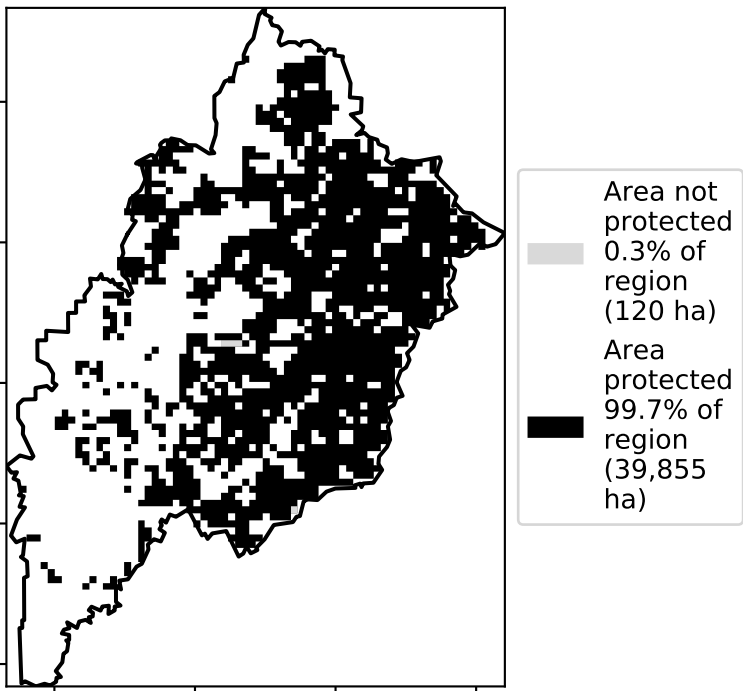 Area not
protected
0.3% of
region
(120 ha)
Area
protected
99.7% of
region
(39,855
ha)